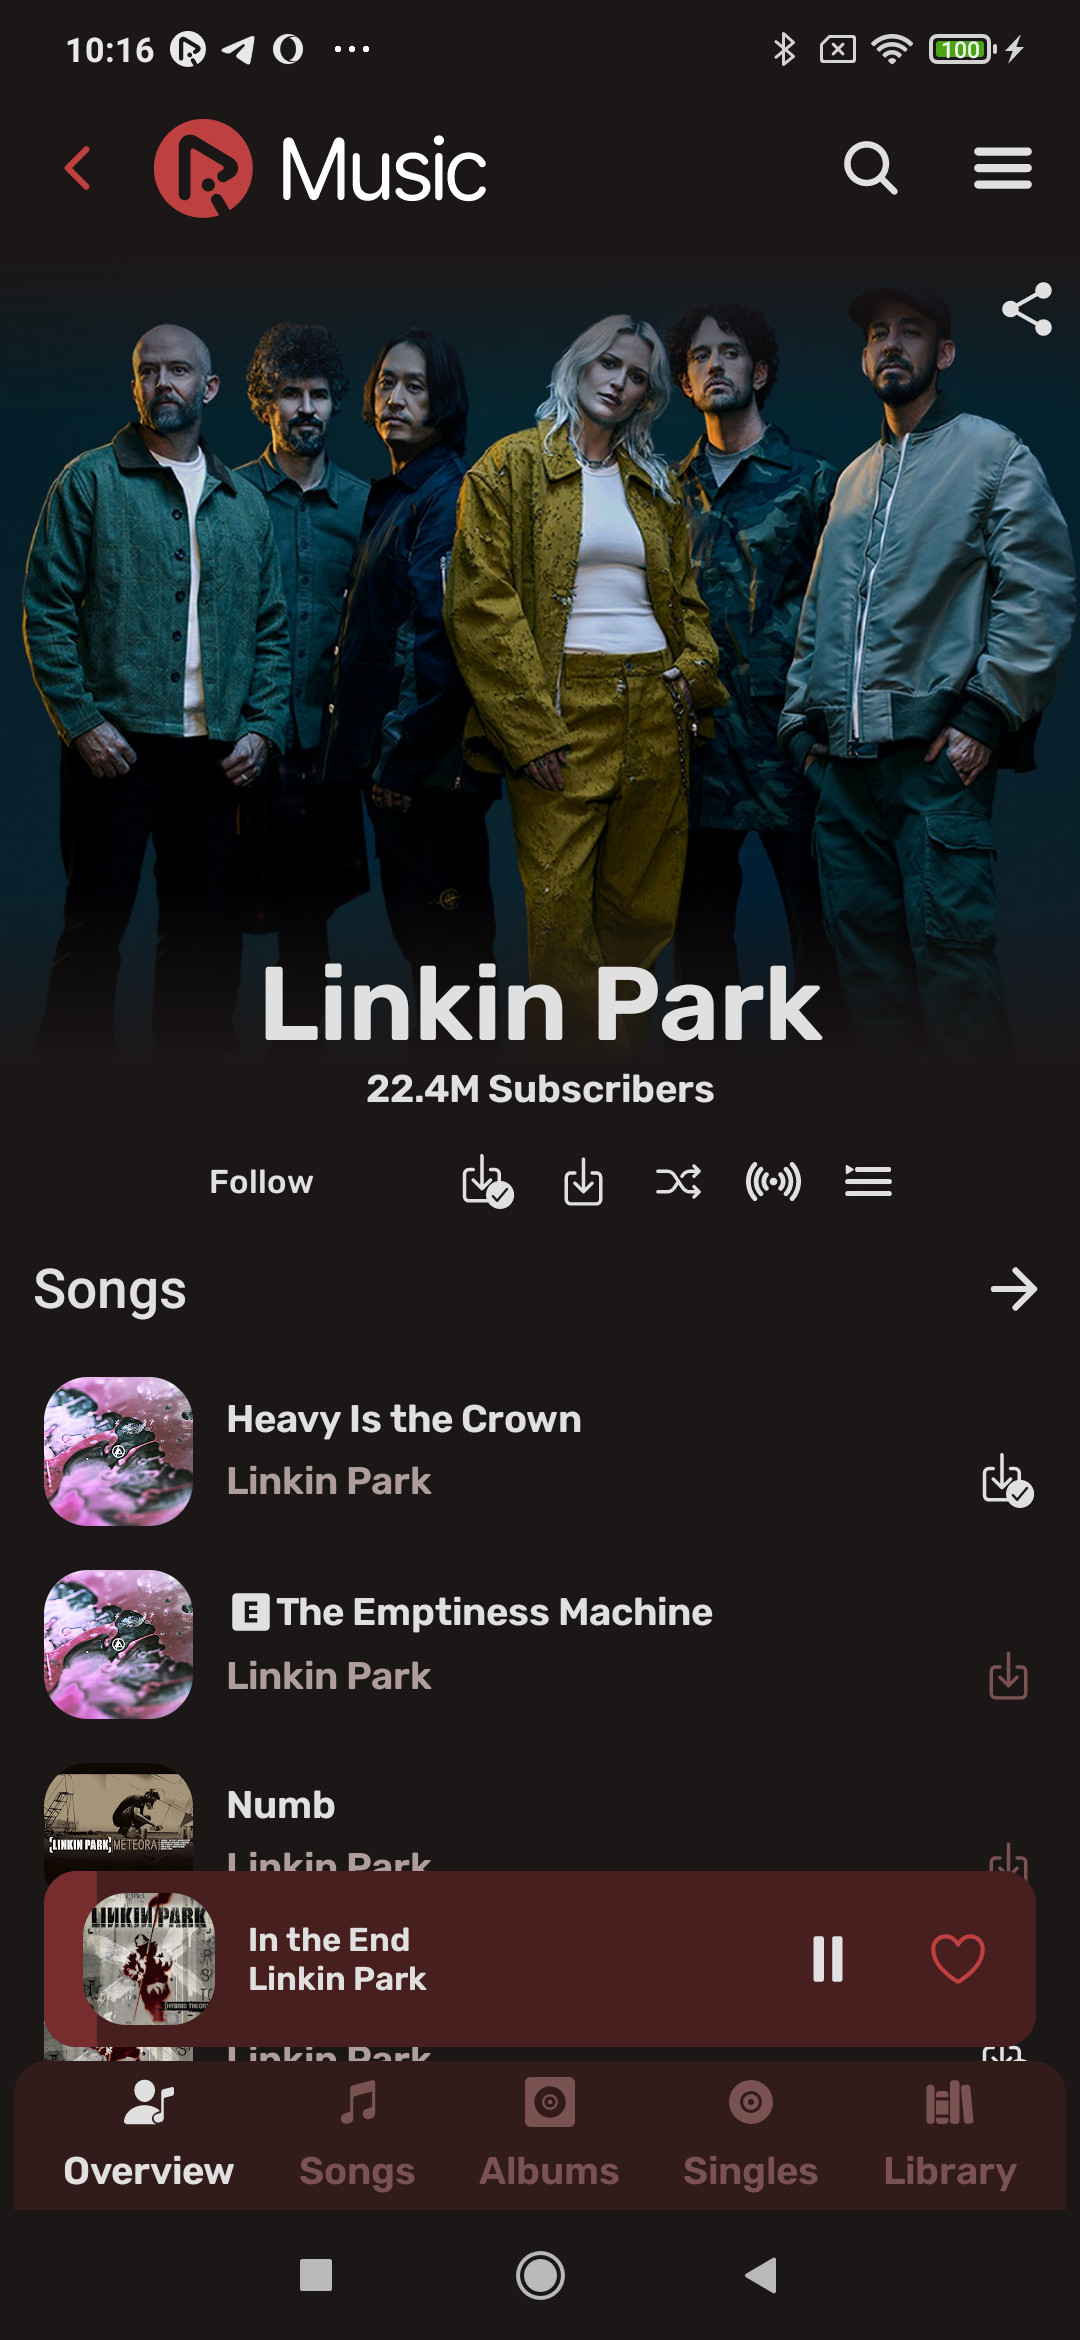 10:16
100
Music
Linkin Park
22.4M Subscribers
Follow
Songs
Heavy Is the Crown
Linkin Park
E The Emptiness Machine
Linkin Park
LINKIN PARK METEORA
Numb
Linkin Park
LINKIN PARK
HYBRID THEORY
In the End
Linkin Park
Linkin Park
Overview
Songs
Albums
Singles
Library